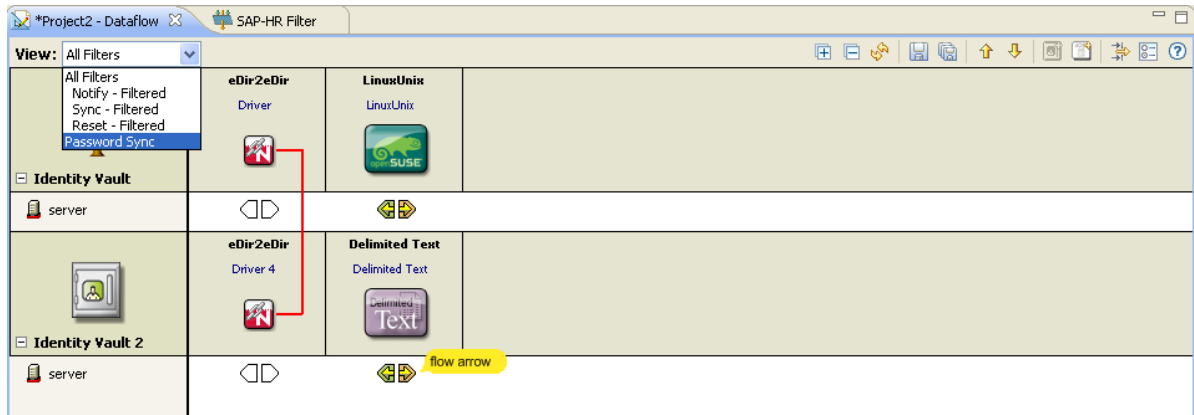 *Project2 - Dataflow
SAP-HR Filter
View: All Filters
All Filters
Notify - Filtered
Sync - Filtered
Reset - Filtered
Password Sync
eDir2eDir
LinuxUnix
Driver
LinuxUnix
N
openSUSE
Identity Vault
server
eDir2eDir
Delimited Text
Driver 4
Delimited Text
N
Delimited
Text
Identity Vault 2
flow arrow
server